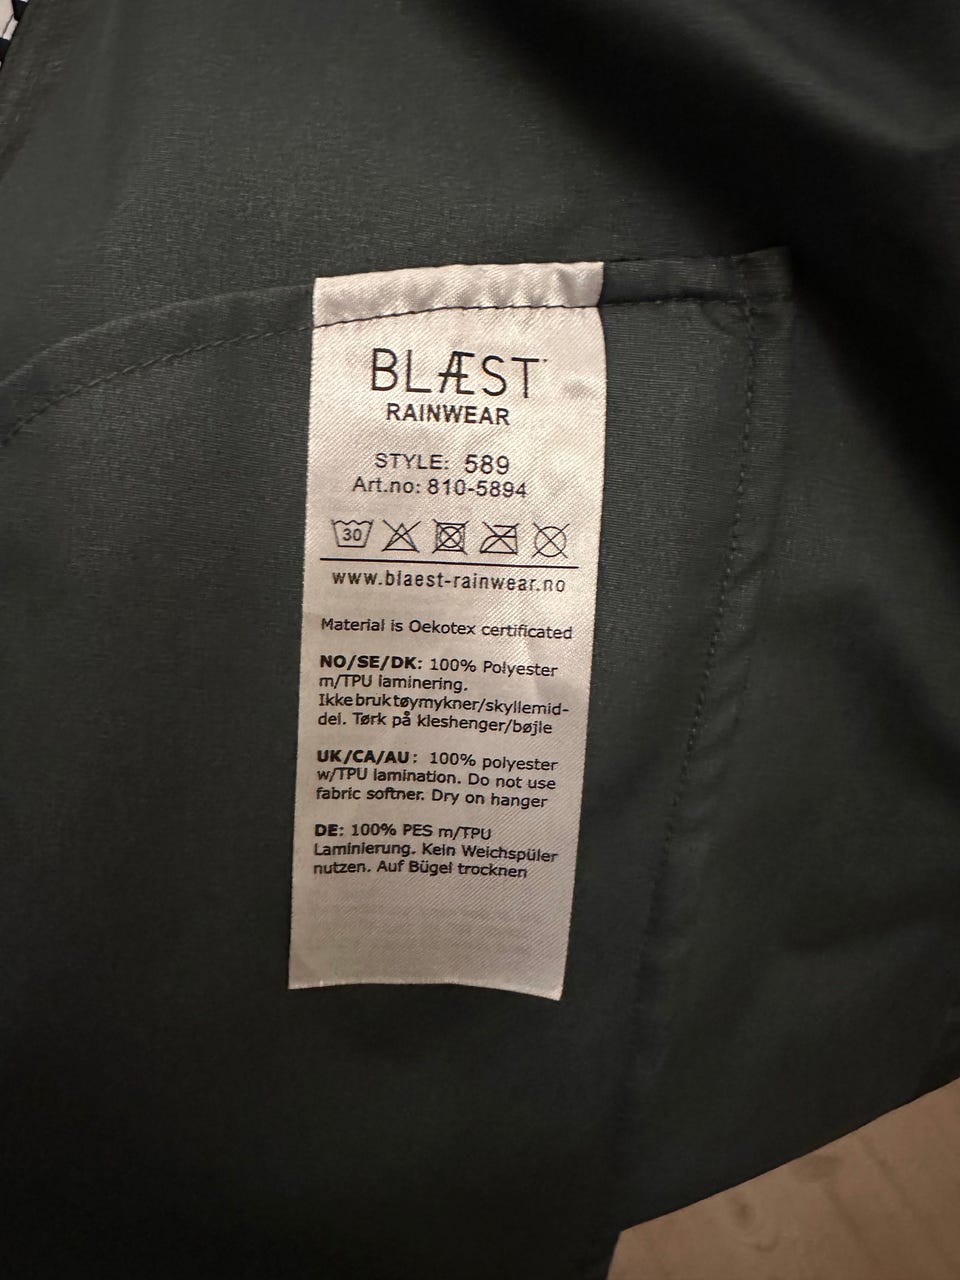 BLÆST
RAINWEAR
STYLE: 589
Art.no: 810-5894
30
www.blaest-rainwear.no
Material is Oekotex certificated
NO/SE/DK: 100% Polyester
m/TPU laminering.
Ikke bruk tøymykner/skyllemid-
del. Tørk på kleshenger/bøjle
UK/CA/AU: 100% polyester
w/TPU lamination. Do not use
fabric softner. Dry on hanger
DE: 100% PES m/TPU
Laminierung. Kein Weichspüler
nutzen. Auf Bügel trocknen